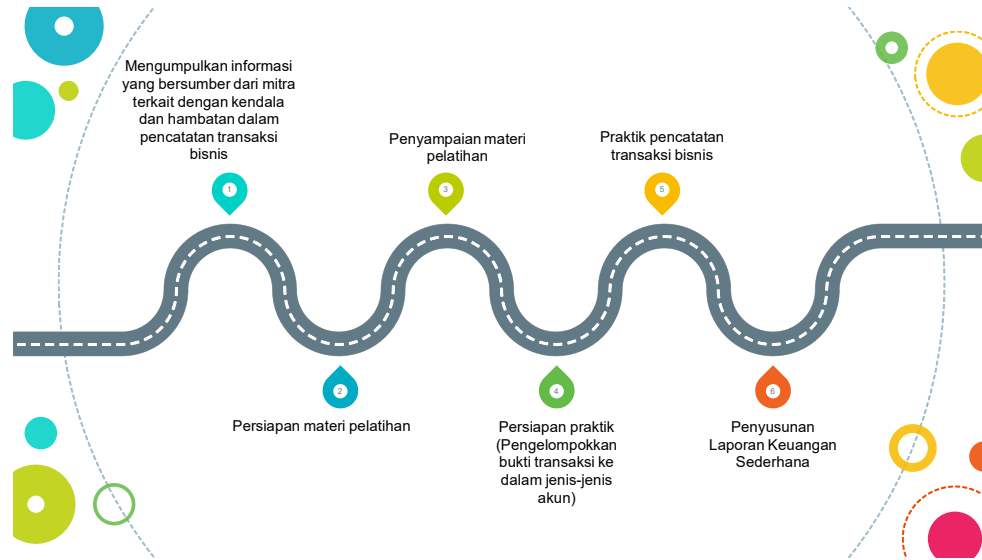 Mengumpulkan informasi
yang bersumber dari mitra
terkait dengan kendala
dan hambatan dalam
pencatatan transaksi
bisnis
1
2
Persiapan materi pelatihan
Penyampaian materi
pelatihan
3
4
Persiapan praktik
(Pengelompokkan
bukti transaksi ke
dalam jenis-jenis
akun)
Praktik pencatatan
transaksi bisnis
5
6
Penyusunan
Laporan Keuangan
Sederhana